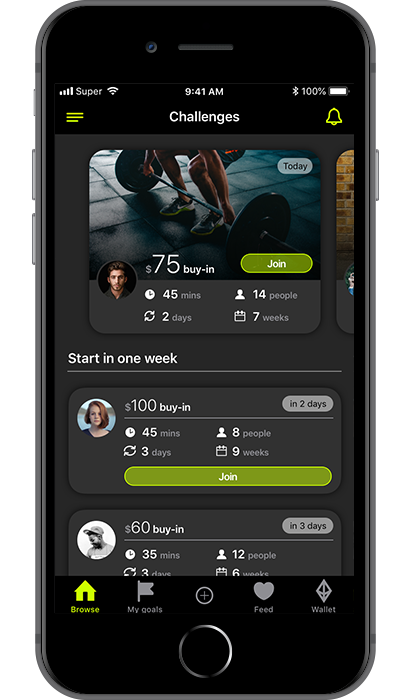 Super 9:41 AM 100%
Challenges
Today
$75 buy-in Join
45 mins 14 people
2 days 7 weeks
Start in one week
$100 buy-in in 2 days
45 mins 8 people
3 days 9 weeks
Join
$60 buy-in in 3 days
35 mins 12 people
3 days 6 weeks
Browse My goals Feed Wallet